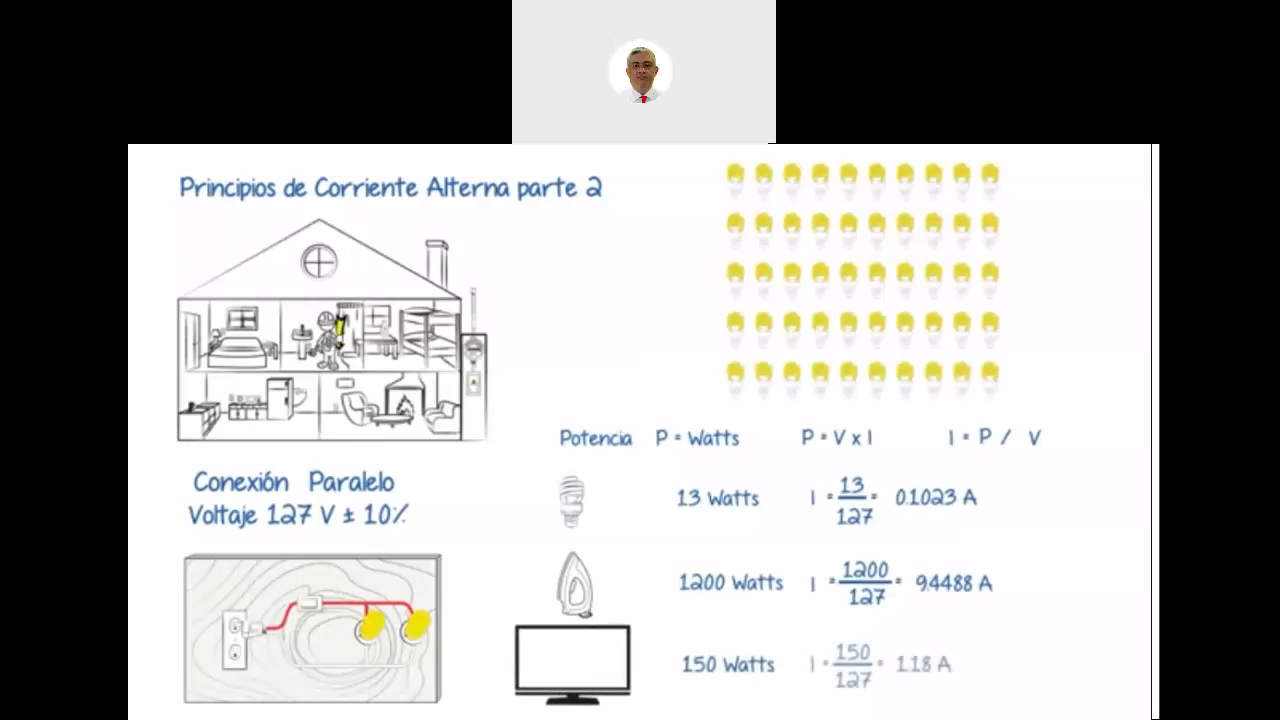 Principios de Corriente Alterna parte 2
Potencia P = Watts P = V x I I = P / V
Conexión Paralelo
Voltaje 127 V ± 10%
13 Watts I = 13/127 = 0.1023 A
1200 Watts I = 1200/127 = 9.4488 A
150 Watts I = 150/127 = 1.18 A